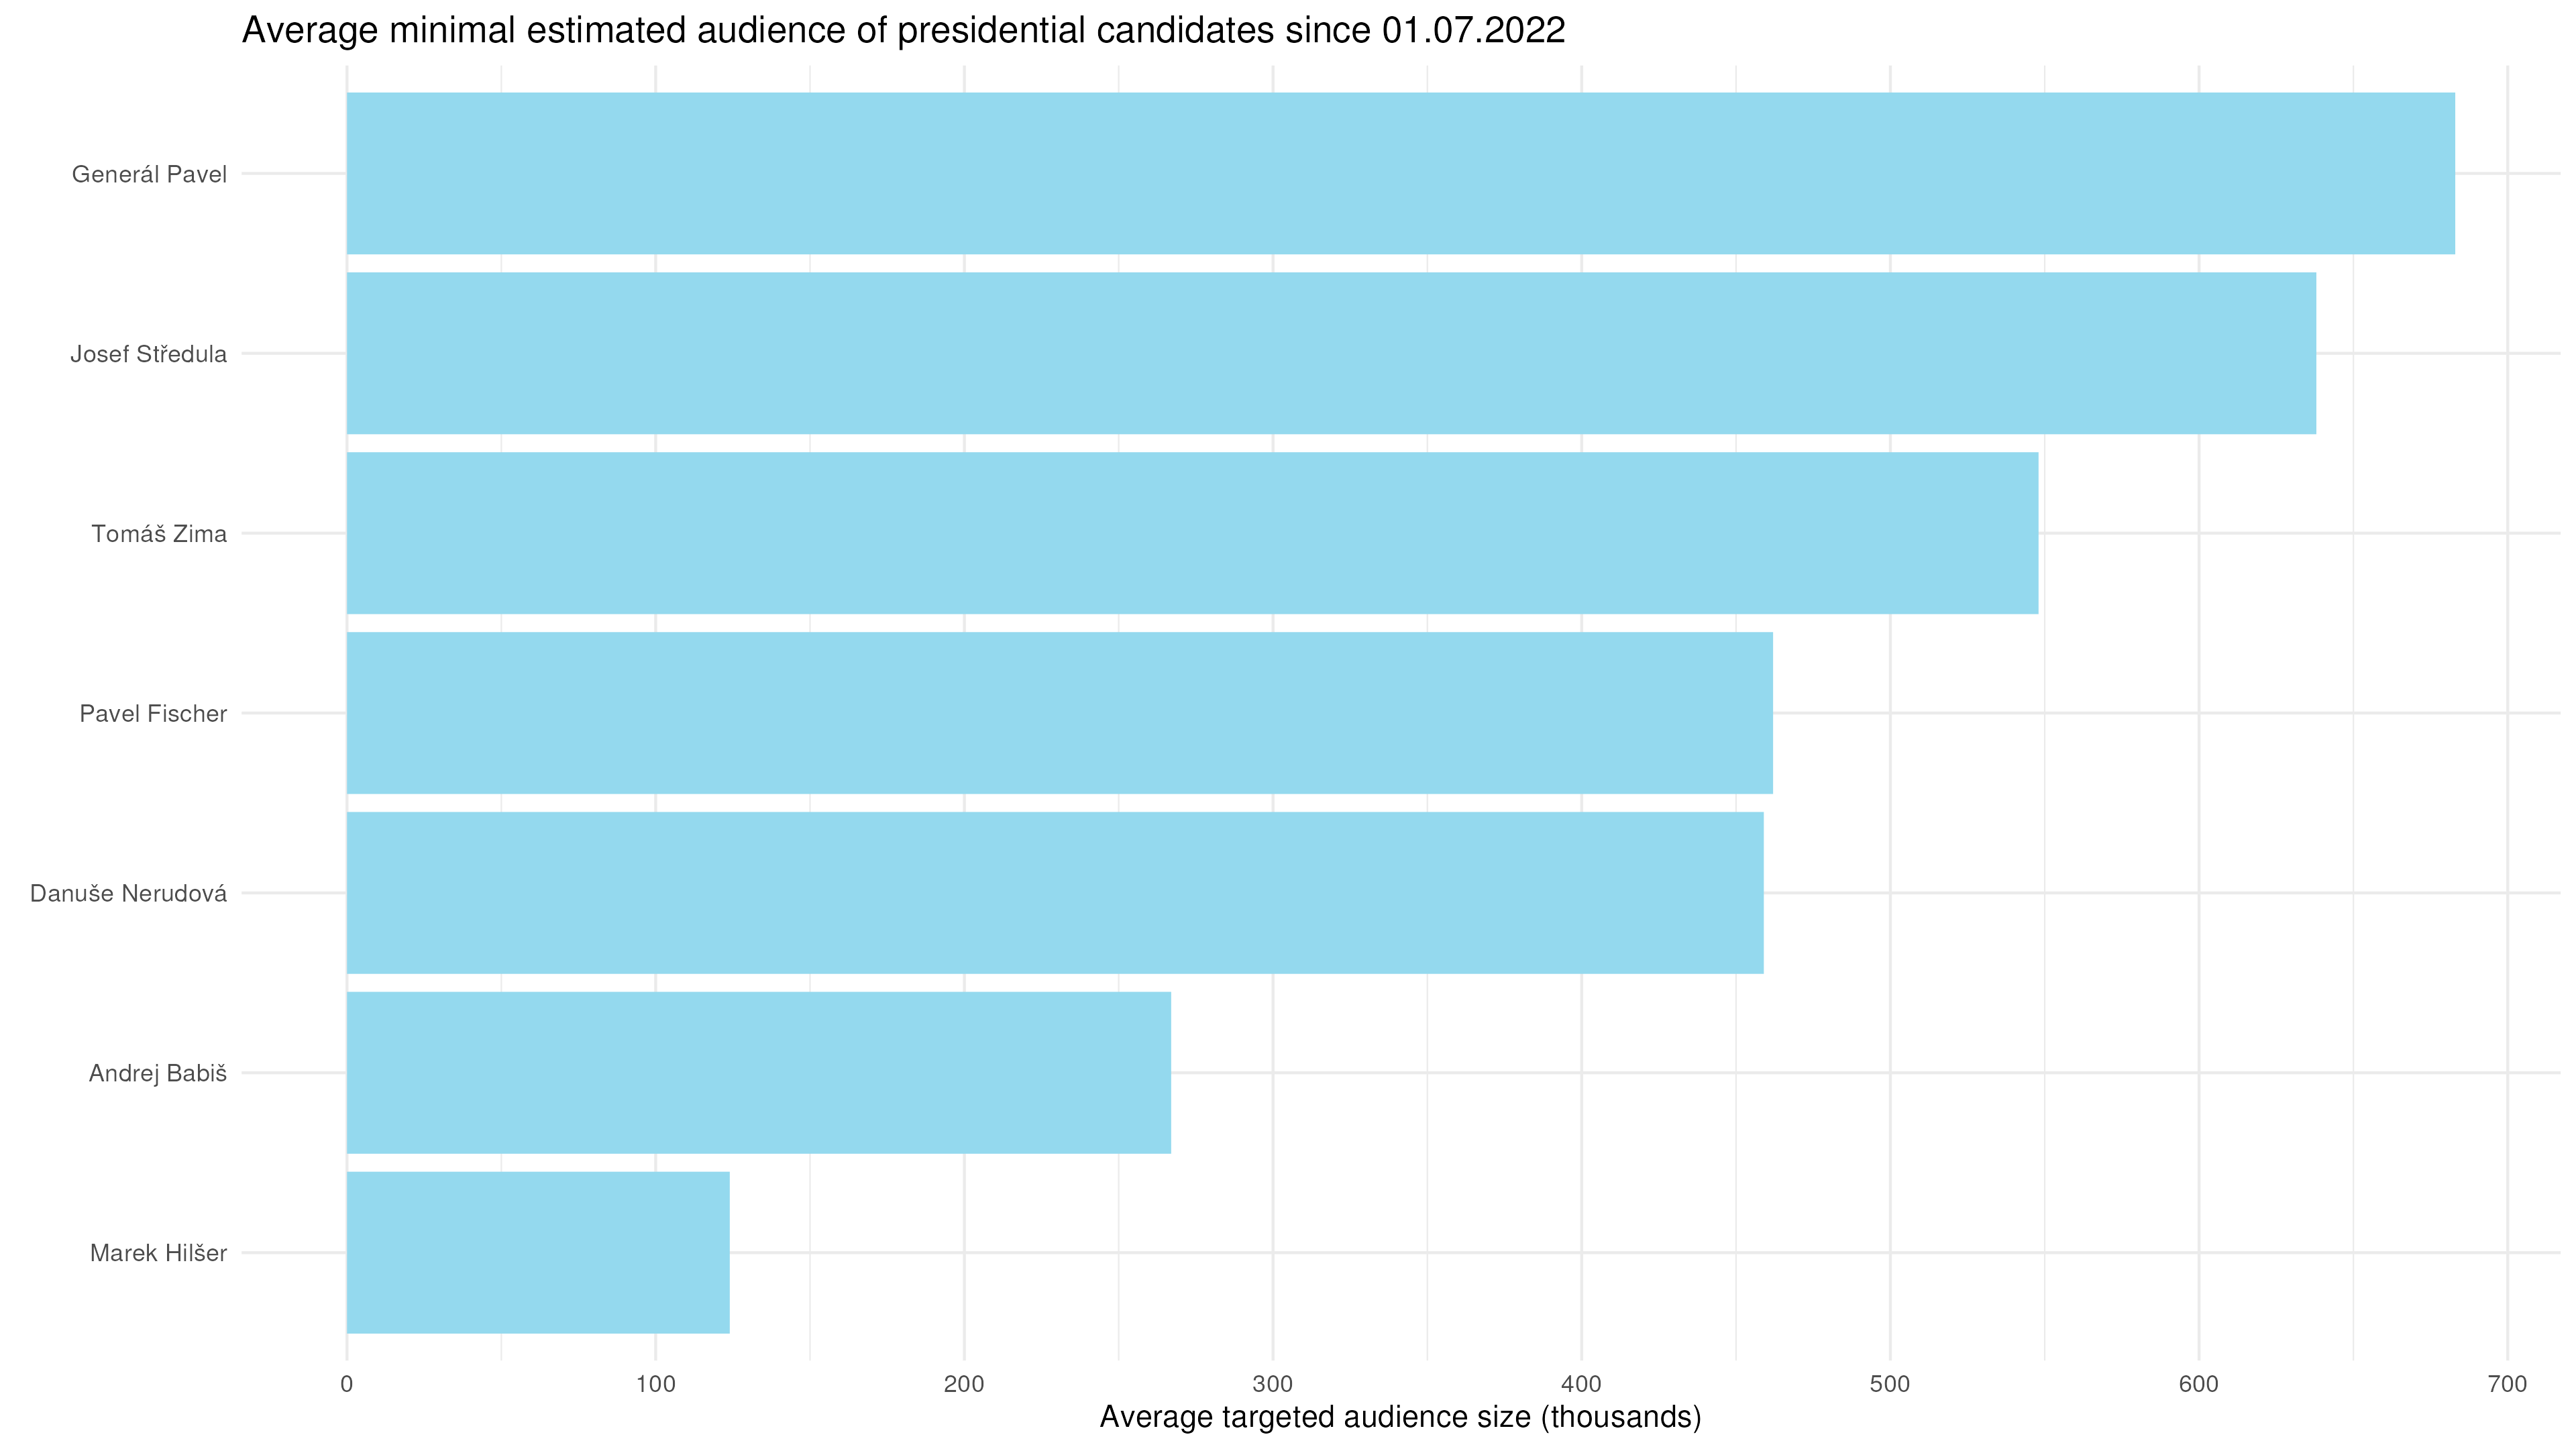 Average minimal estimated audience of presidential candidates since 01.07.2022
Generál Pavel
Josef Středula
Tomáš Zima
Pavel Fischer
Danuše Nerudová
Andrej Babiš
Marek Hilšer
0 100 200 300 400 500 600 700
Average targeted audience size (thousands)